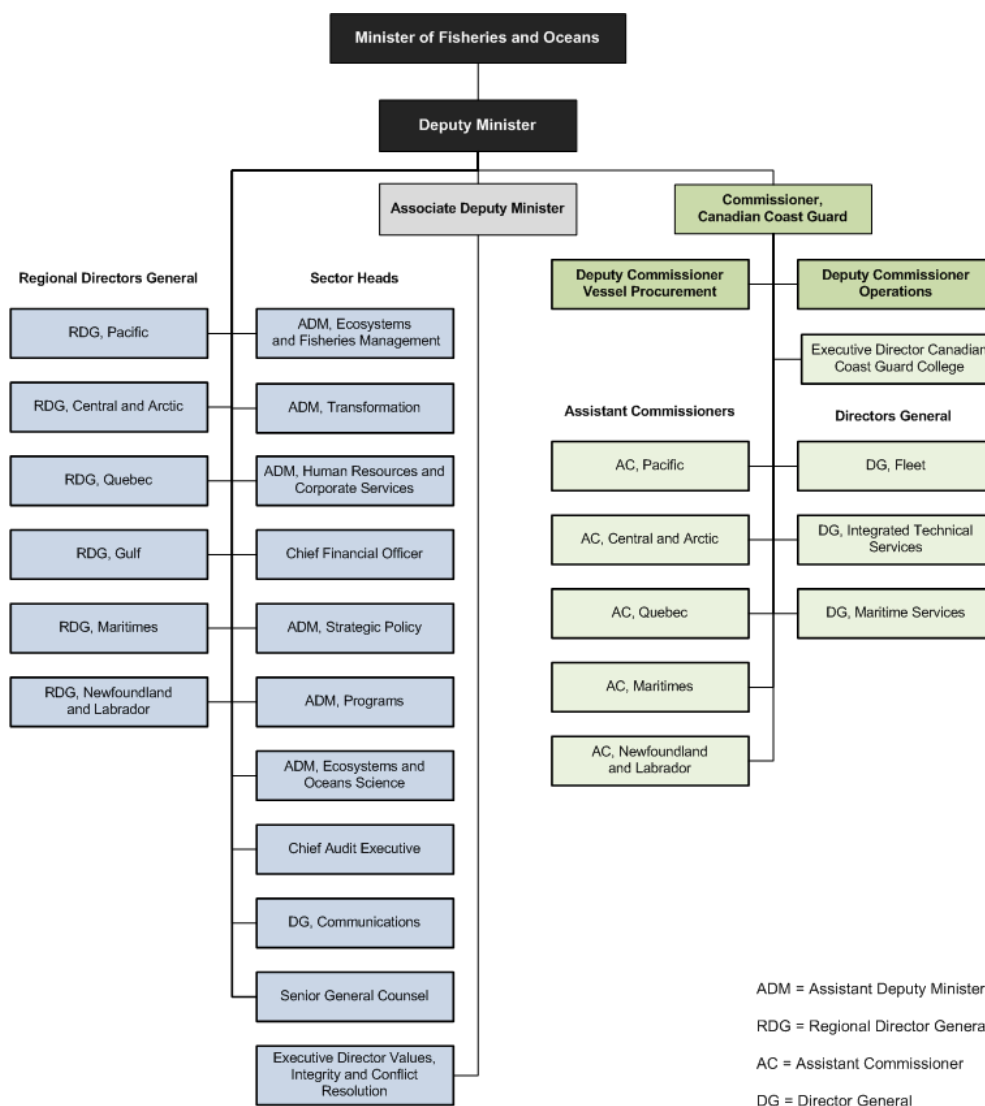 Minister of Fisheries and Oceans
Deputy Minister
Associate Deputy Minister
Commissioner,
Canadian Coast Guard
Regional Directors General
Sector Heads
RDG, Pacific
RDG, Central and Arctic
RDG, Quebec
RDG, Gulf
RDG, Maritimes
RDG, Newfoundland
and Labrador
ADM, Ecosystems
and Fisheries Management
ADM, Transformation
ADM, Human Resources and
Corporate Services
Chief Financial Officer
ADM, Strategic Policy
ADM, Programs
ADM, Ecosystems and
Oceans Science
Chief Audit Executive
DG, Communications
Senior General Counsel
Executive Director Values,
Integrity and Conflict
Resolution
Deputy Commissioner
Vessel Procurement
Deputy Commissioner
Operations
Executive Director Canadian
Coast Guard College
Assistant Commissioners
Directors General
AC, Pacific
AC, Central and Arctic
AC, Quebec
AC, Maritimes
AC, Newfoundland
and Labrador
DG, Fleet
DG, Integrated Technical
Services
DG, Maritime Services
ADM = Assistant Deputy Minister
RDG = Regional Director Genera
AC = Assistant Commissioner
DG = Director General